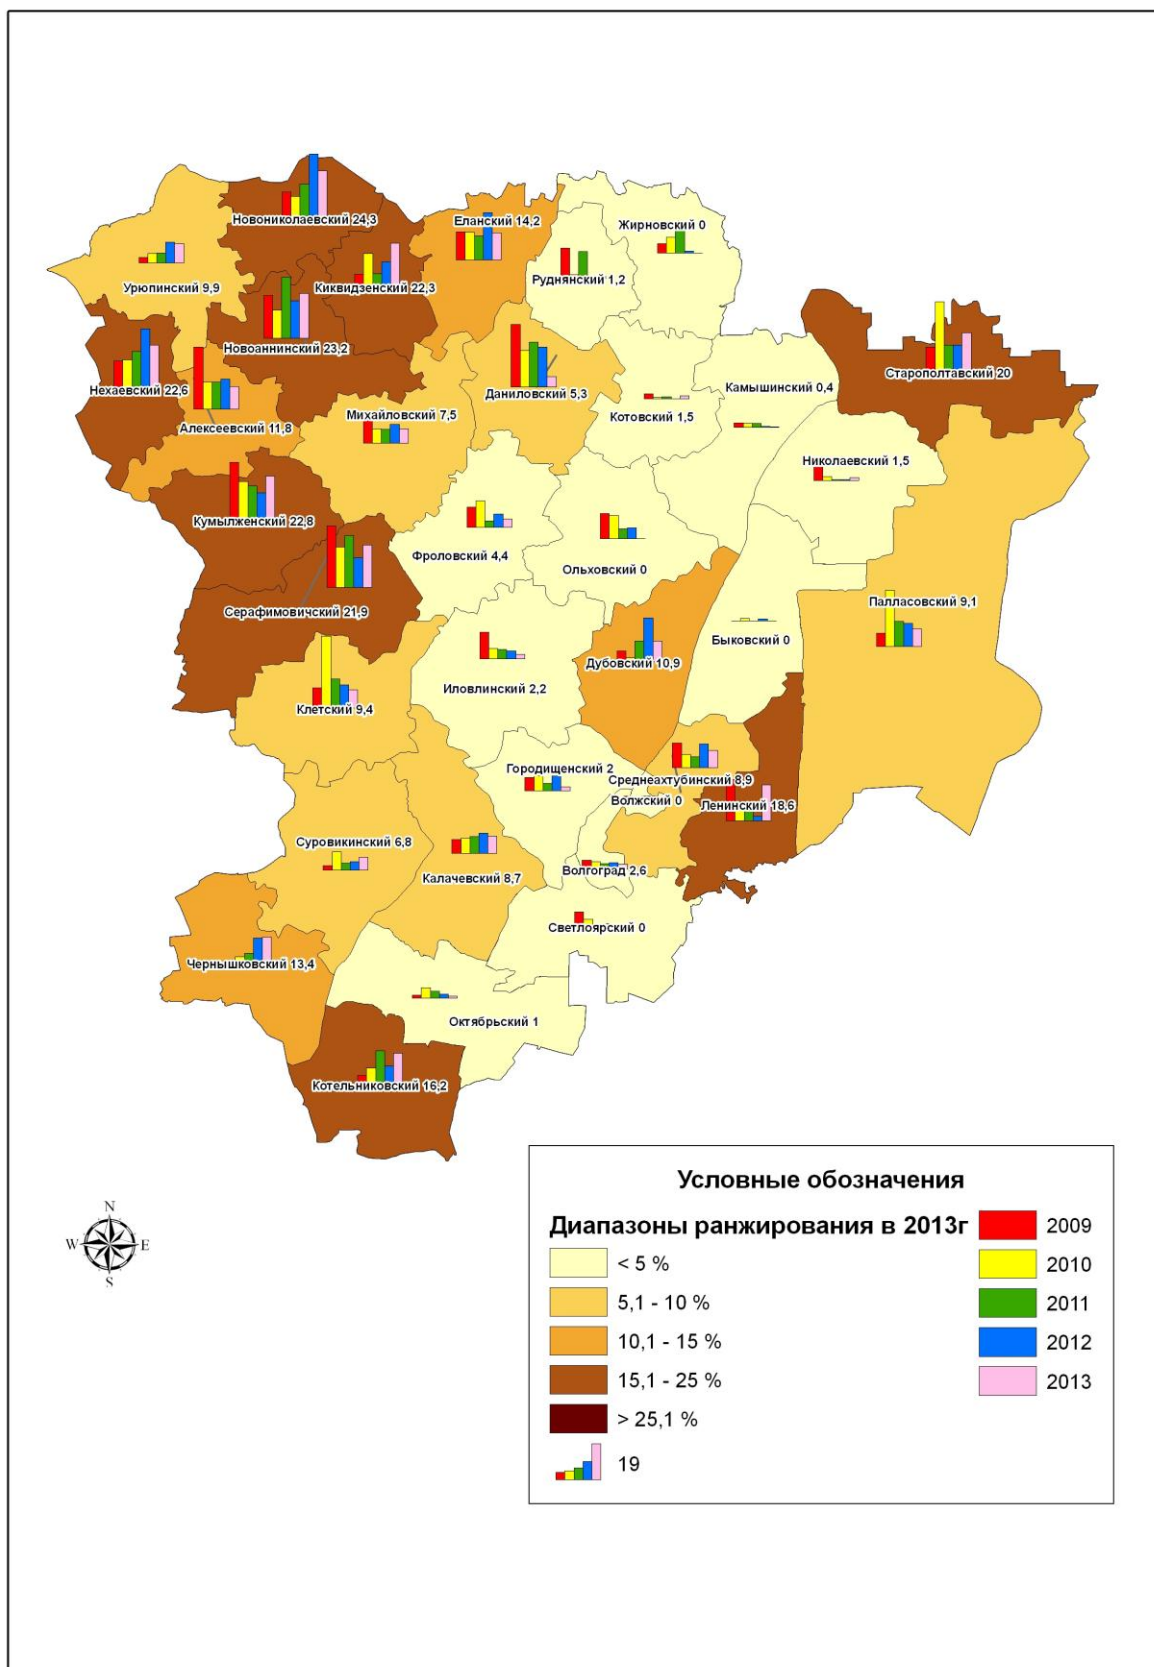 Новониколаевский 24,3
Еланский 14,2
Жирновский 0
Урюпинский 9,9
Киквидзенский 22,3
Руднянский 1,2
Новоаннинский 23,2
Старополтавский 20
Нехаевский 22,6
Даниловский 5,3
Камышинский 0,4
Алексеевский 11,8
Михайловский 7,5
Котовский 1,5
Николаевский 1,5
Кумылженский 22,8
Фроловский 4,4
Ольховский 0
Серафимовичский 21,9
Палласовский 9,1
Быковский 0
Дубовский 10,9
Иловлинский 2,2
Клетский 9,4
Городищенский 2
Среднеахтубинский 8,9
Волжский 0
Ленинский 18,6
Суровикинский 6,8
Калачевский 8,7
Волгоград 2,6
Светлоярский 0
Чернышковский 13,4
Октябрьский 1
Котельниковский 16,2
N
W E
S
Условные обозначения
Диапазоны ранжирования в 2013г
< 5 %
5,1 - 10 %
10,1 - 15 %
15,1 - 25 %
> 25,1 %
19
2009
2010
2011
2012
2013